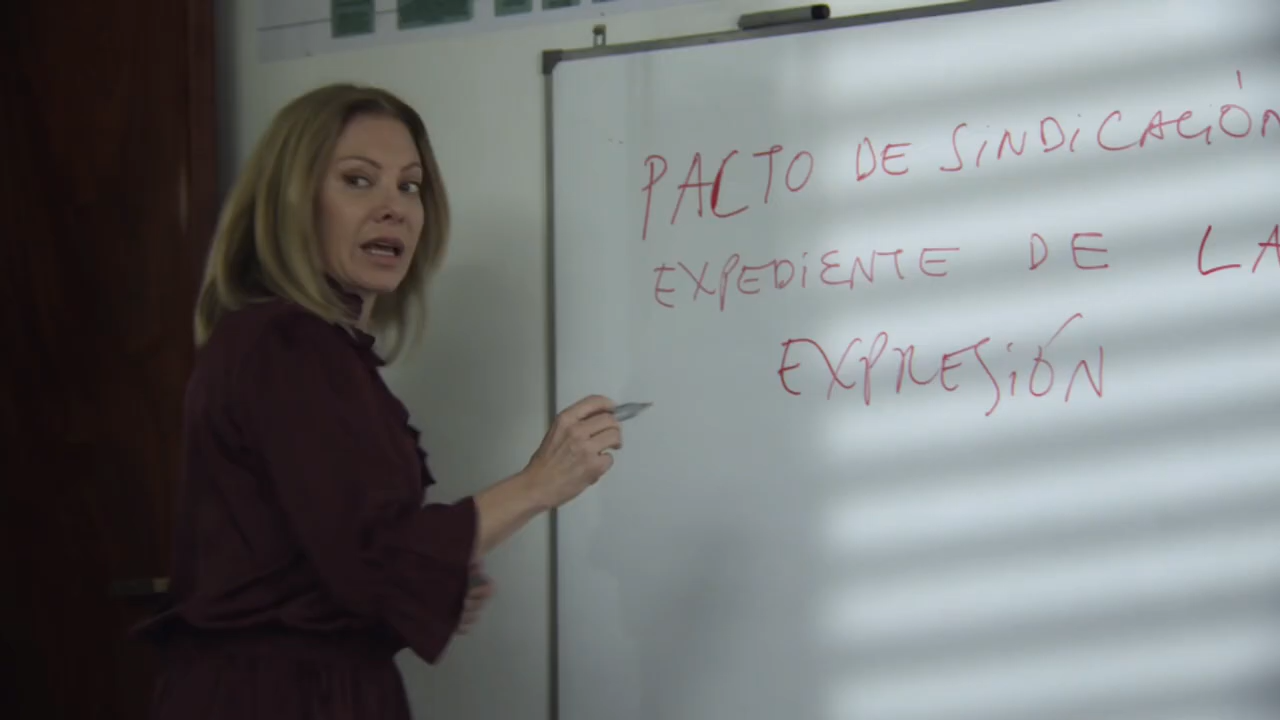 PACTO DE SINDICACIÓN
EXPEDIENTE DE LA
EXPRESIÓN